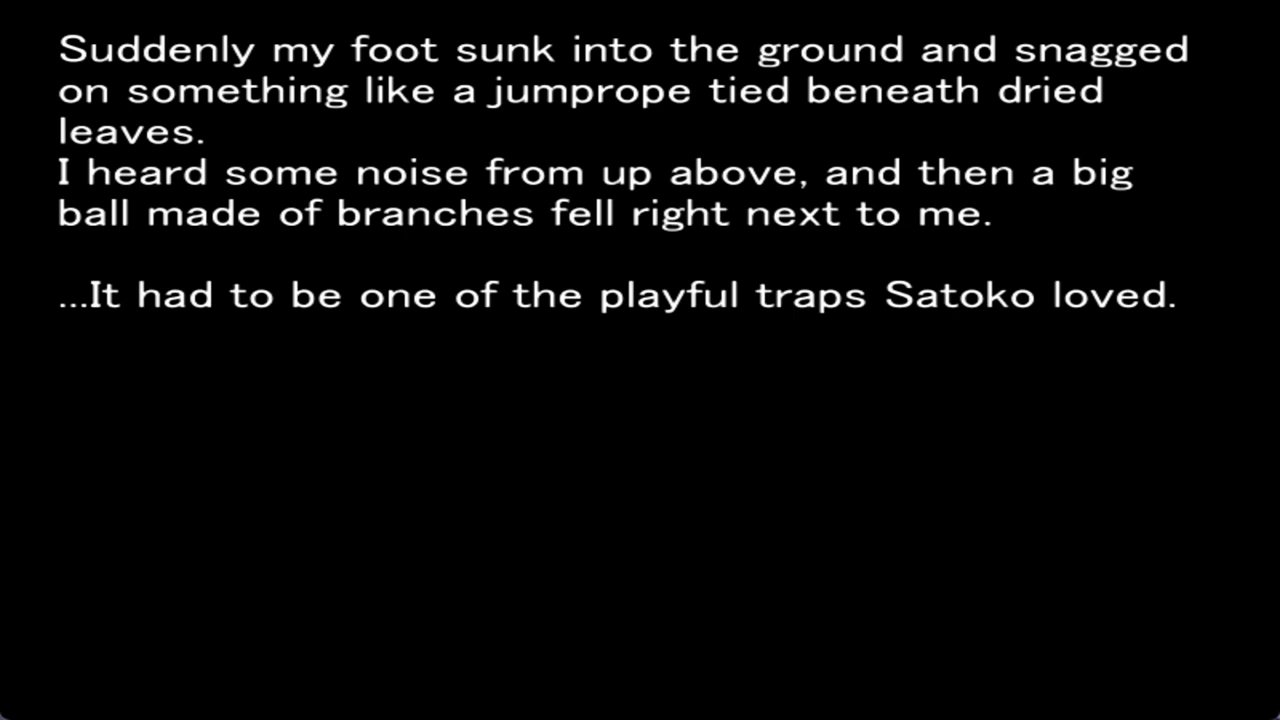 Suddenly my foot sunk into the ground and snagged
on something like a jumprope tied beneath dried
leaves.
I heard some noise from up above, and then a big
ball made of branches fell right next to me.
...It had to be one of the playful traps Satoko loved.